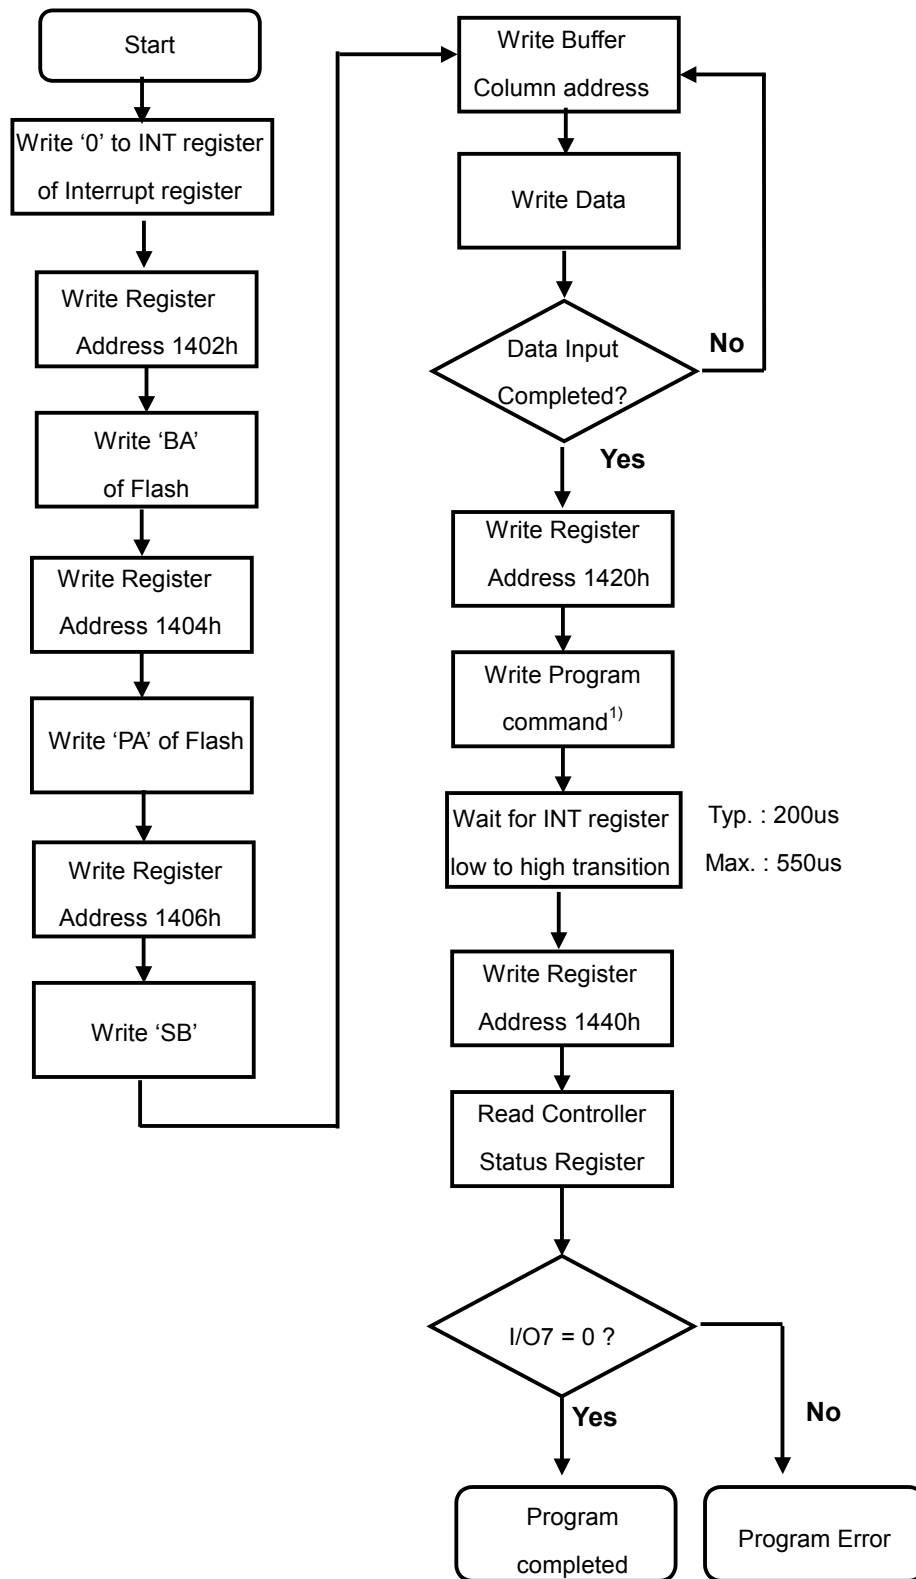 Start
Write ‘0’ to INT register
of Interrupt register
Write Register
Address 1402h
Write ‘BA’
of Flash
Write Register
Address 1404h
Write ‘PA’ of Flash
Write Register
Address 1406h
Write ‘SB’
Write Buffer
Column address
Write Data
Data Input
Completed?
No
Yes
Write Register
Address 1420h
Write Program
command1)
Wait for INT register
low to high transition
Typ. : 200us
Max. : 550us
Write Register
Address 1440h
Read Controller
Status Register
I/O7 = 0 ?
Yes
No
Program
completed
Program Error